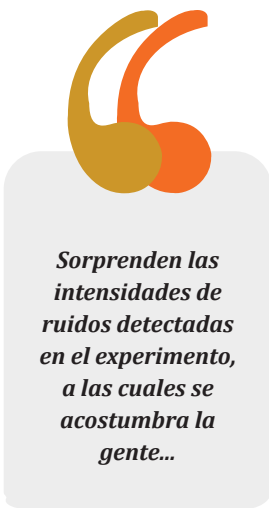 Sorprenden las
intensidades de
ruidos detectadas
en el experimento,
a las cuales se
acostumbra la
gente...